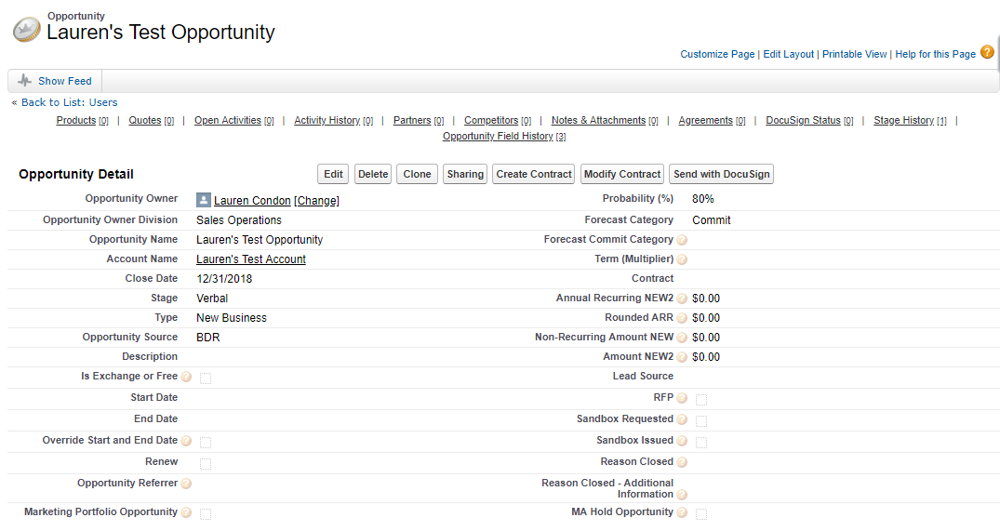 Opportunity
Lauren's Test Opportunity
Customize Page | Edit Layout | Printable View | Help for this Page ?
Show Feed
« Back to List: Users
Products [0] | Quotes [0] | Open Activities [0] | Activity History [0] | Partners [0] | Competitors [0] | Notes & Attachments [0] | Agreements [0] | DocuSign Status [0] | Stage History [1] |
Opportunity Field History [3]
Opportunity Detail Edit Delete Clone Sharing Create Contract Modify Contract Send with DocuSign
Opportunity Owner Lauren Condon [Change] Probability (%) 80%
Opportunity Owner Division Sales Operations Forecast Category Commit
Opportunity Name Lauren's Test Opportunity Forecast Commit Category ?
Account Name Lauren's Test Account Term (Multiplier) ?
Close Date 12/31/2018 Contract
Stage Verbal Annual Recurring NEW2 ? $0.00
Type New Business Rounded ARR ? $0.00
Opportunity Source BDR Non-Recurring Amount NEW ? $0.00
Description Amount NEW2 ? $0.00
Is Exchange or Free ? Lead Source
Start Date RFP ?
End Date Sandbox Requested ?
Override Start and End Date ? Sandbox Issued ?
Renew Reason Closed ?
Opportunity Referrer ? Reason Closed - Additional
Information ?
Marketing Portfolio Opportunity ? MA Hold Opportunity ?